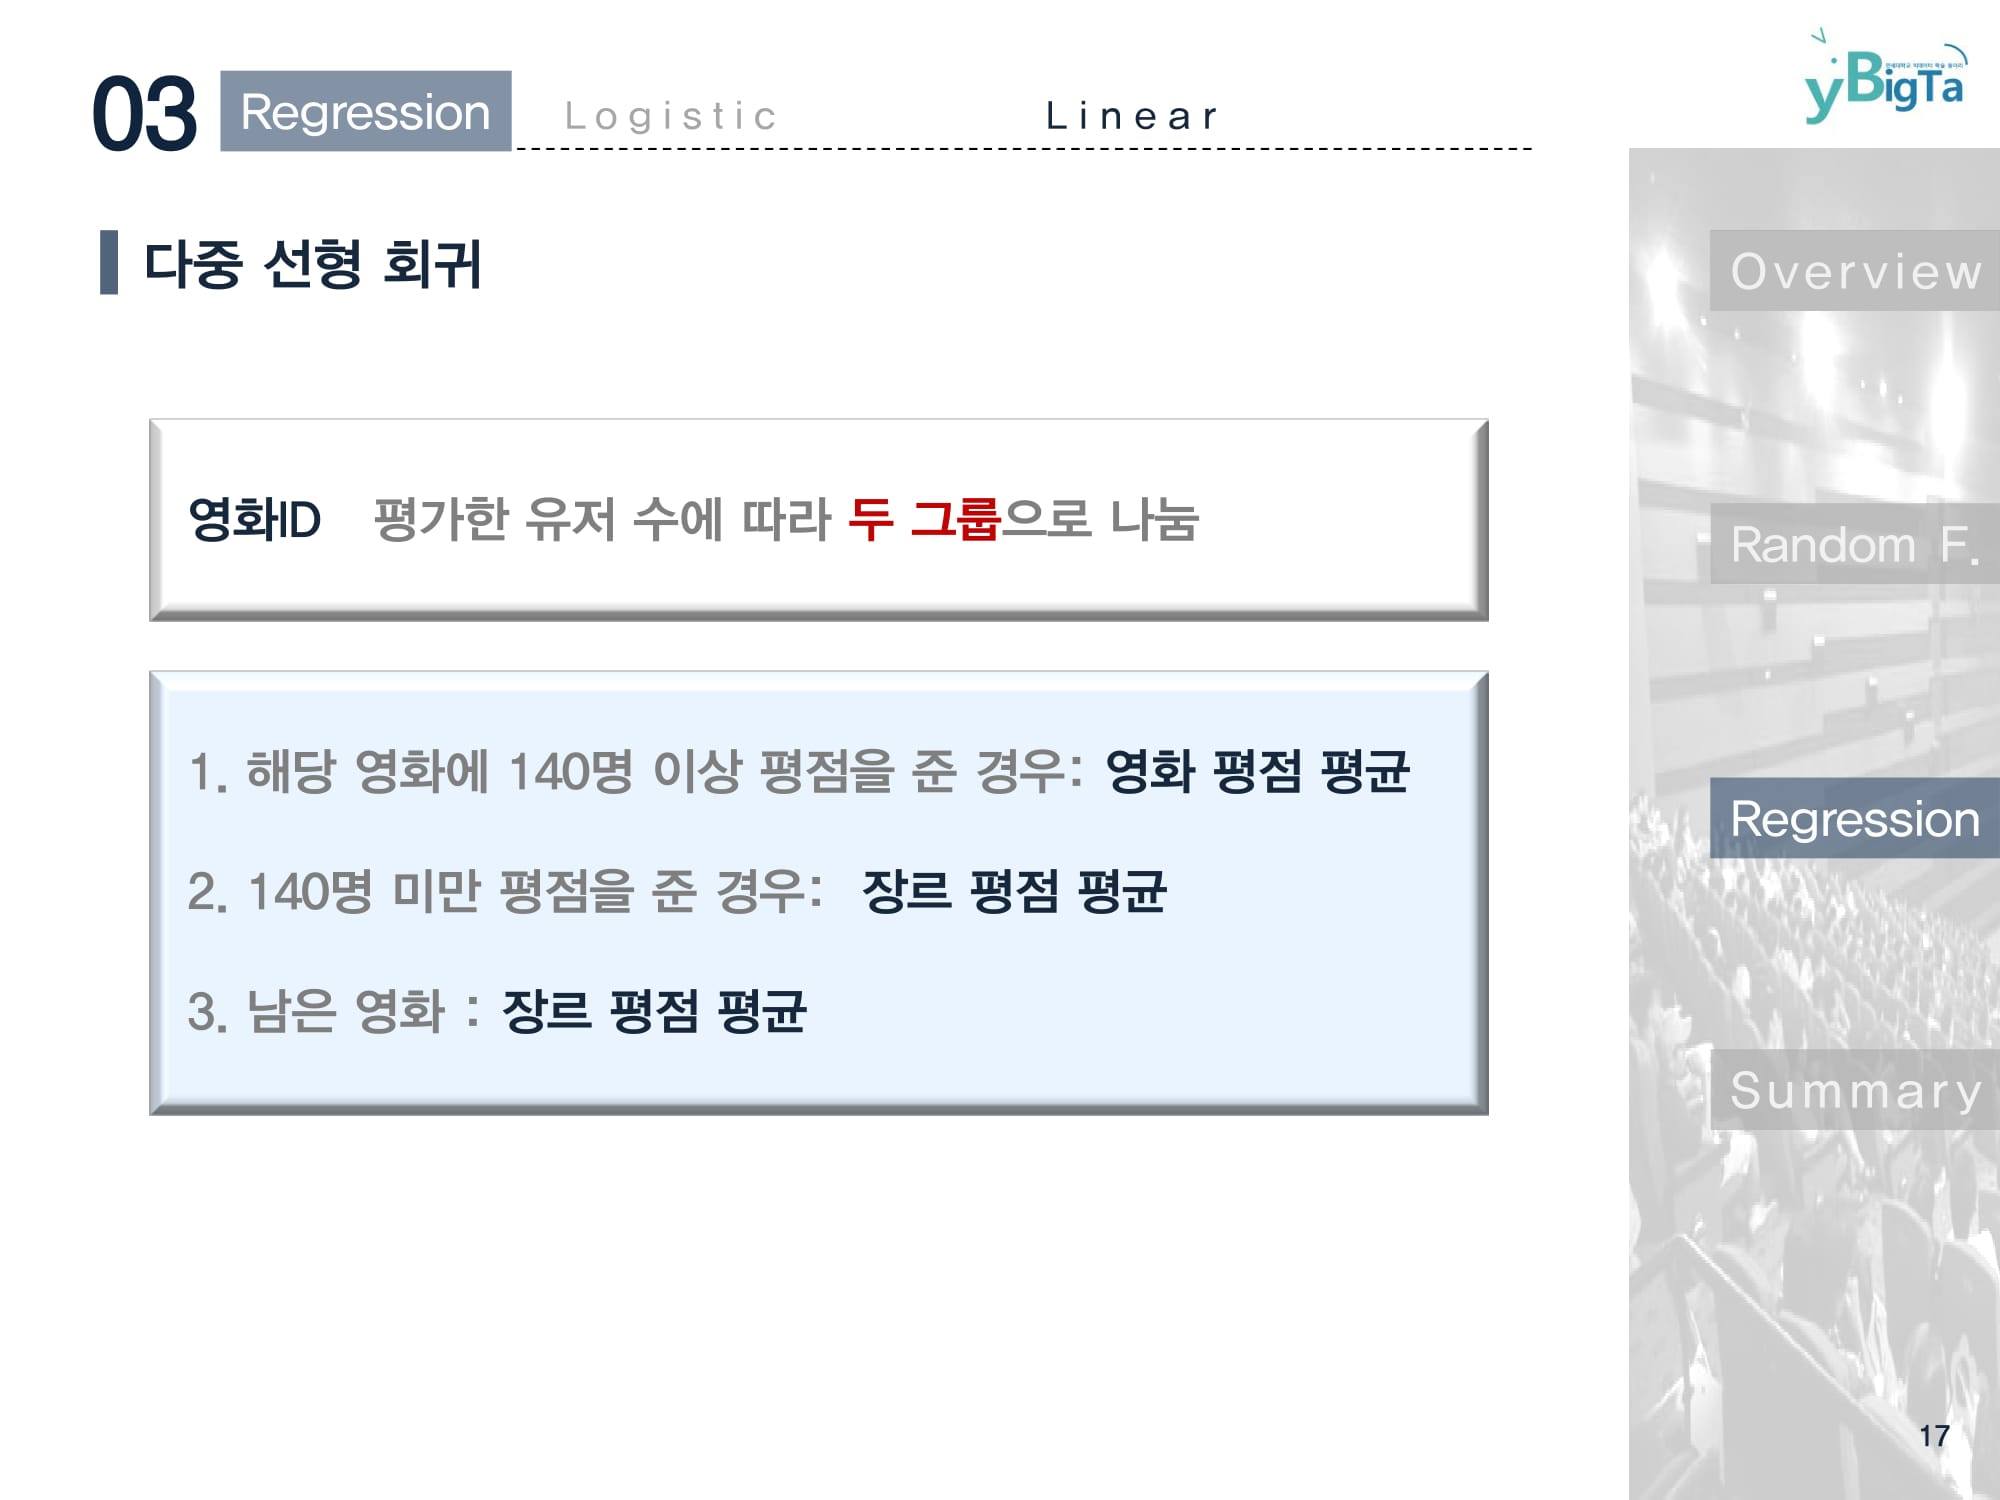 03 Regression Logistic Linear
yBigTa
다중 선형 회귀
영화ID 평가한 유저 수에 따라 두 그룹으로 나눔
1. 해당 영화에 140명 이상 평점을 준 경우: 영화 평점 평균
2. 140명 미만 평점을 준 경우: 장르 평점 평균
3. 남은 영화 : 장르 평점 평균
Overview
Random F.
Regression
Summary
17